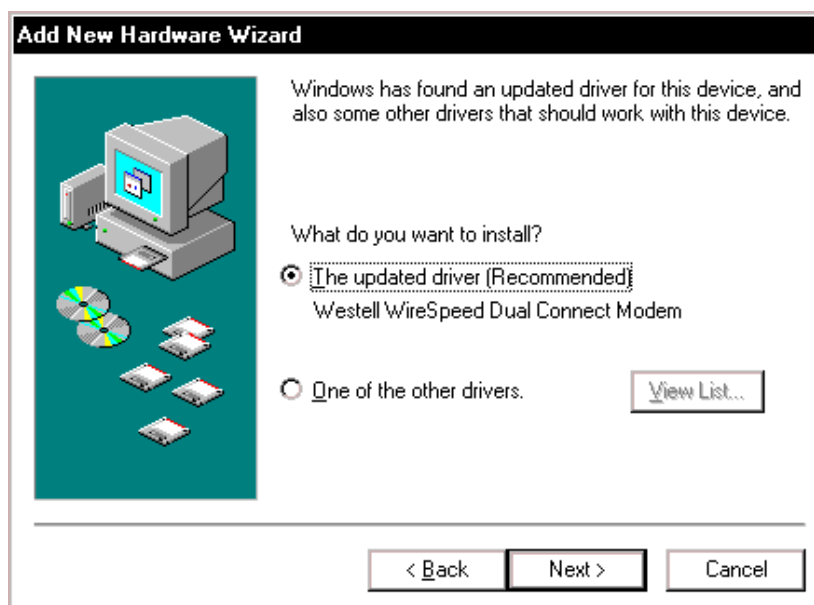 Add New Hardware Wizard
Windows has found an updated driver for this device, and
also some other drivers that should work with this device.
What do you want to install?
The updated driver (Recommended)
Westell WireSpeed Dual Connect Modem
One of the other drivers.
View List...
< Back
Next >
Cancel